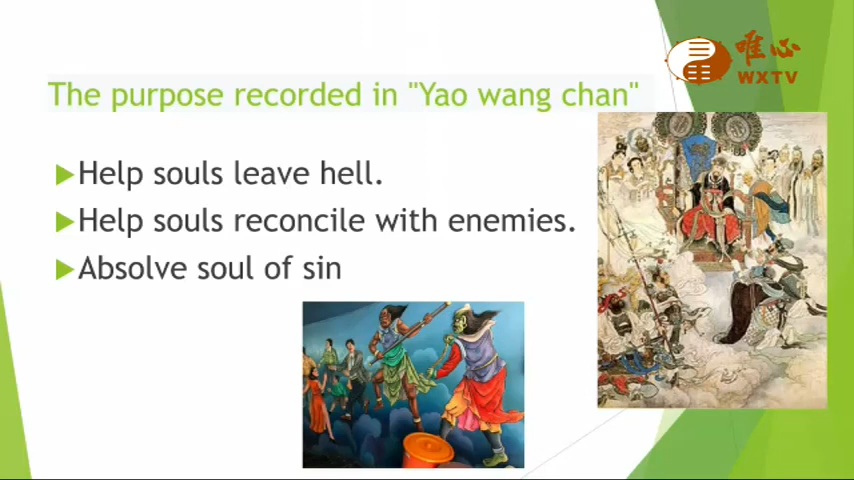 唯心
WXTV
The purpose recorded in "Yao wang chan"
Help souls leave hell.
Help souls reconcile with enemies.
Absolve soul of sin